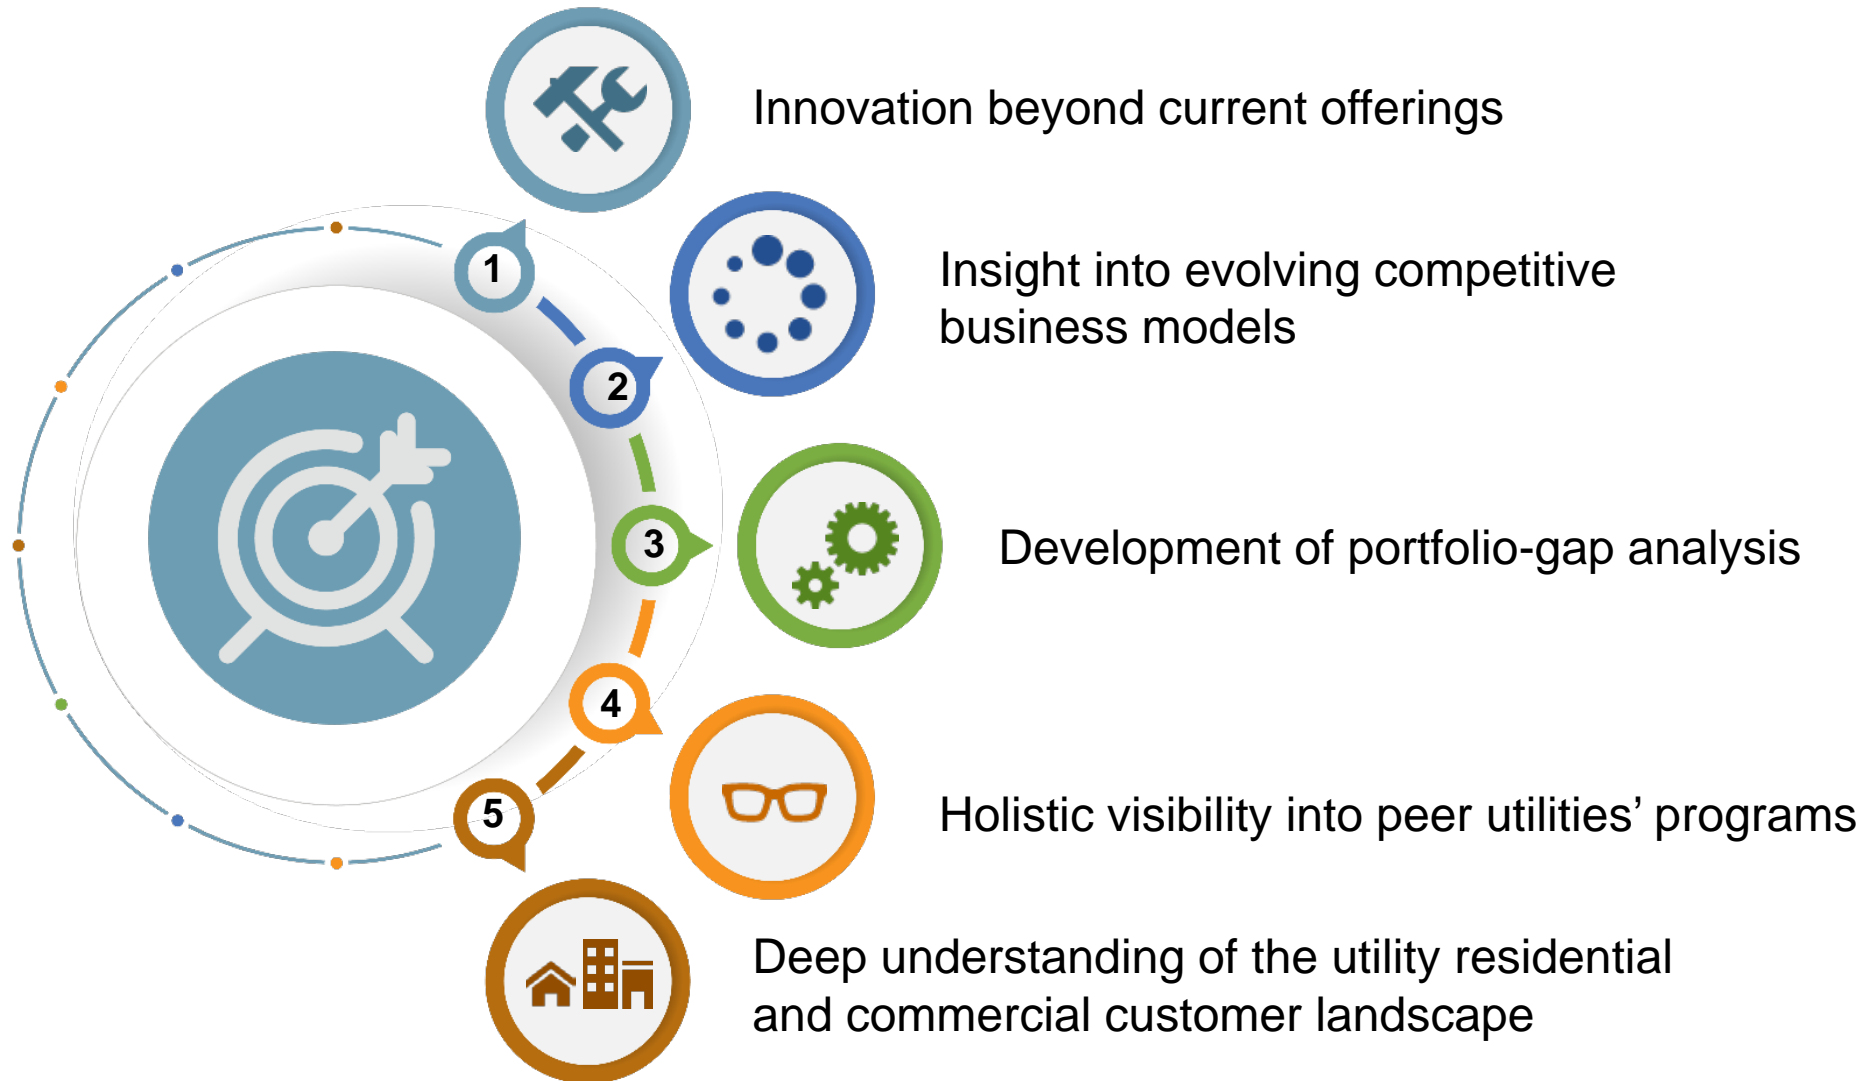 1
Innovation beyond current offerings
2
Insight into evolving competitive
business models
3
Development of portfolio-gap analysis
4
Holistic visibility into peer utilities’ programs
5
Deep understanding of the utility residential
and commercial customer landscape